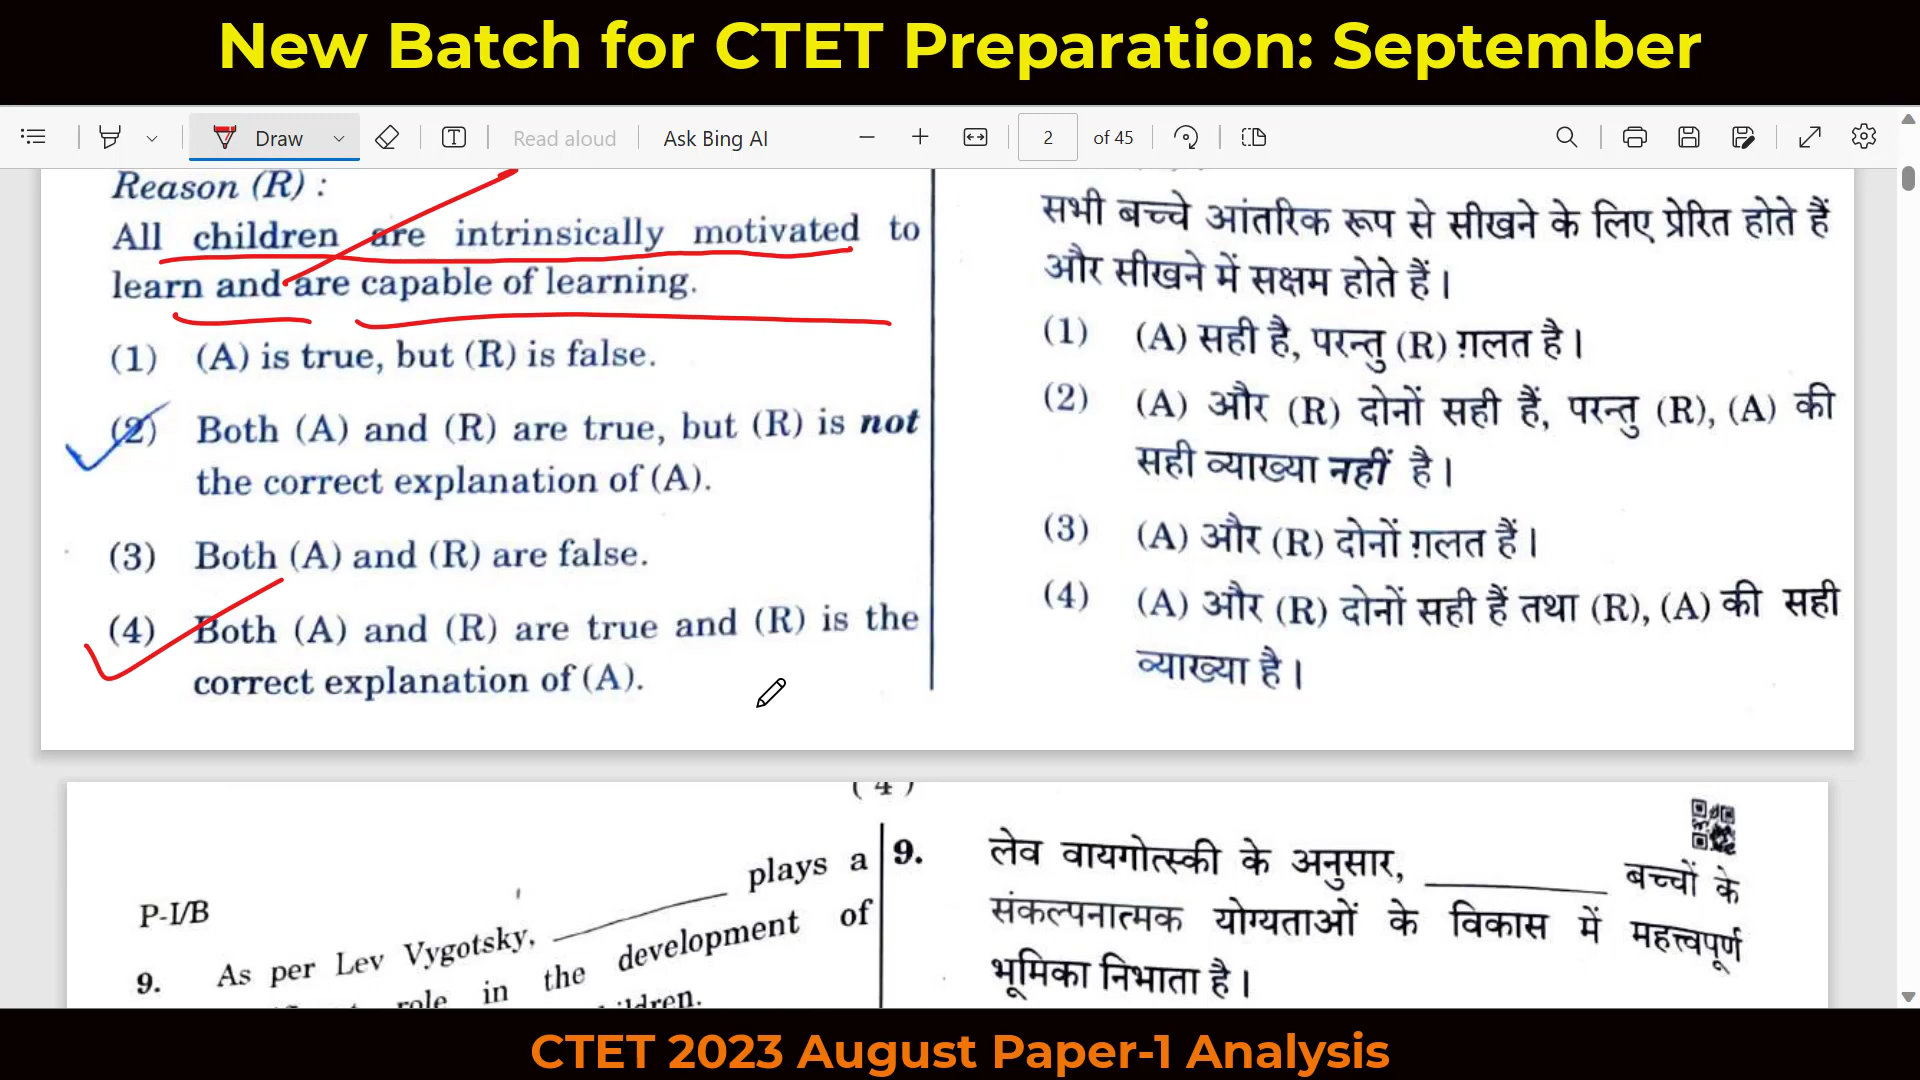 New Batch for CTET Preparation: September
Draw
Read aloud
Ask Bing AI
2
of 45
Reason (R) :
All children are intrinsically motivated to
learn and are capable of learning.
(1) (A) is true, but (R) is false.
(2) Both (A) and (R) are true, but (R) is not
the correct explanation of (A).
(3) Both (A) and (R) are false.
(4) Both (A) and (R) are true and (R) is the
correct explanation of (A).
सभी बच्चे आंतरिक रूप से सीखने के लिए प्रेरित होते हैं
और सीखने में सक्षम होते हैं।
(1) (A) सही है, परन्तु (R) ग़लत है।
(2) (A) और (R) दोनों सही हैं, परन्तु (R), (A) की
सही व्याख्या नहीं है।
(3) (A) और (R) दोनों ग़लत हैं।
(4) (A) और (R) दोनों सही हैं तथा (R), (A) की सही
व्याख्या है।
( 4 )
P-I/B
9. As per Lev Vygotsky, __________ plays a
role in the development of
9. लेव वायगोत्स्की के अनुसार, __________ बच्चों के
संकल्पनात्मक योग्यताओं के विकास में महत्त्वपूर्ण
भूमिका निभाता है।
CTET 2023 August Paper-1 Analysis